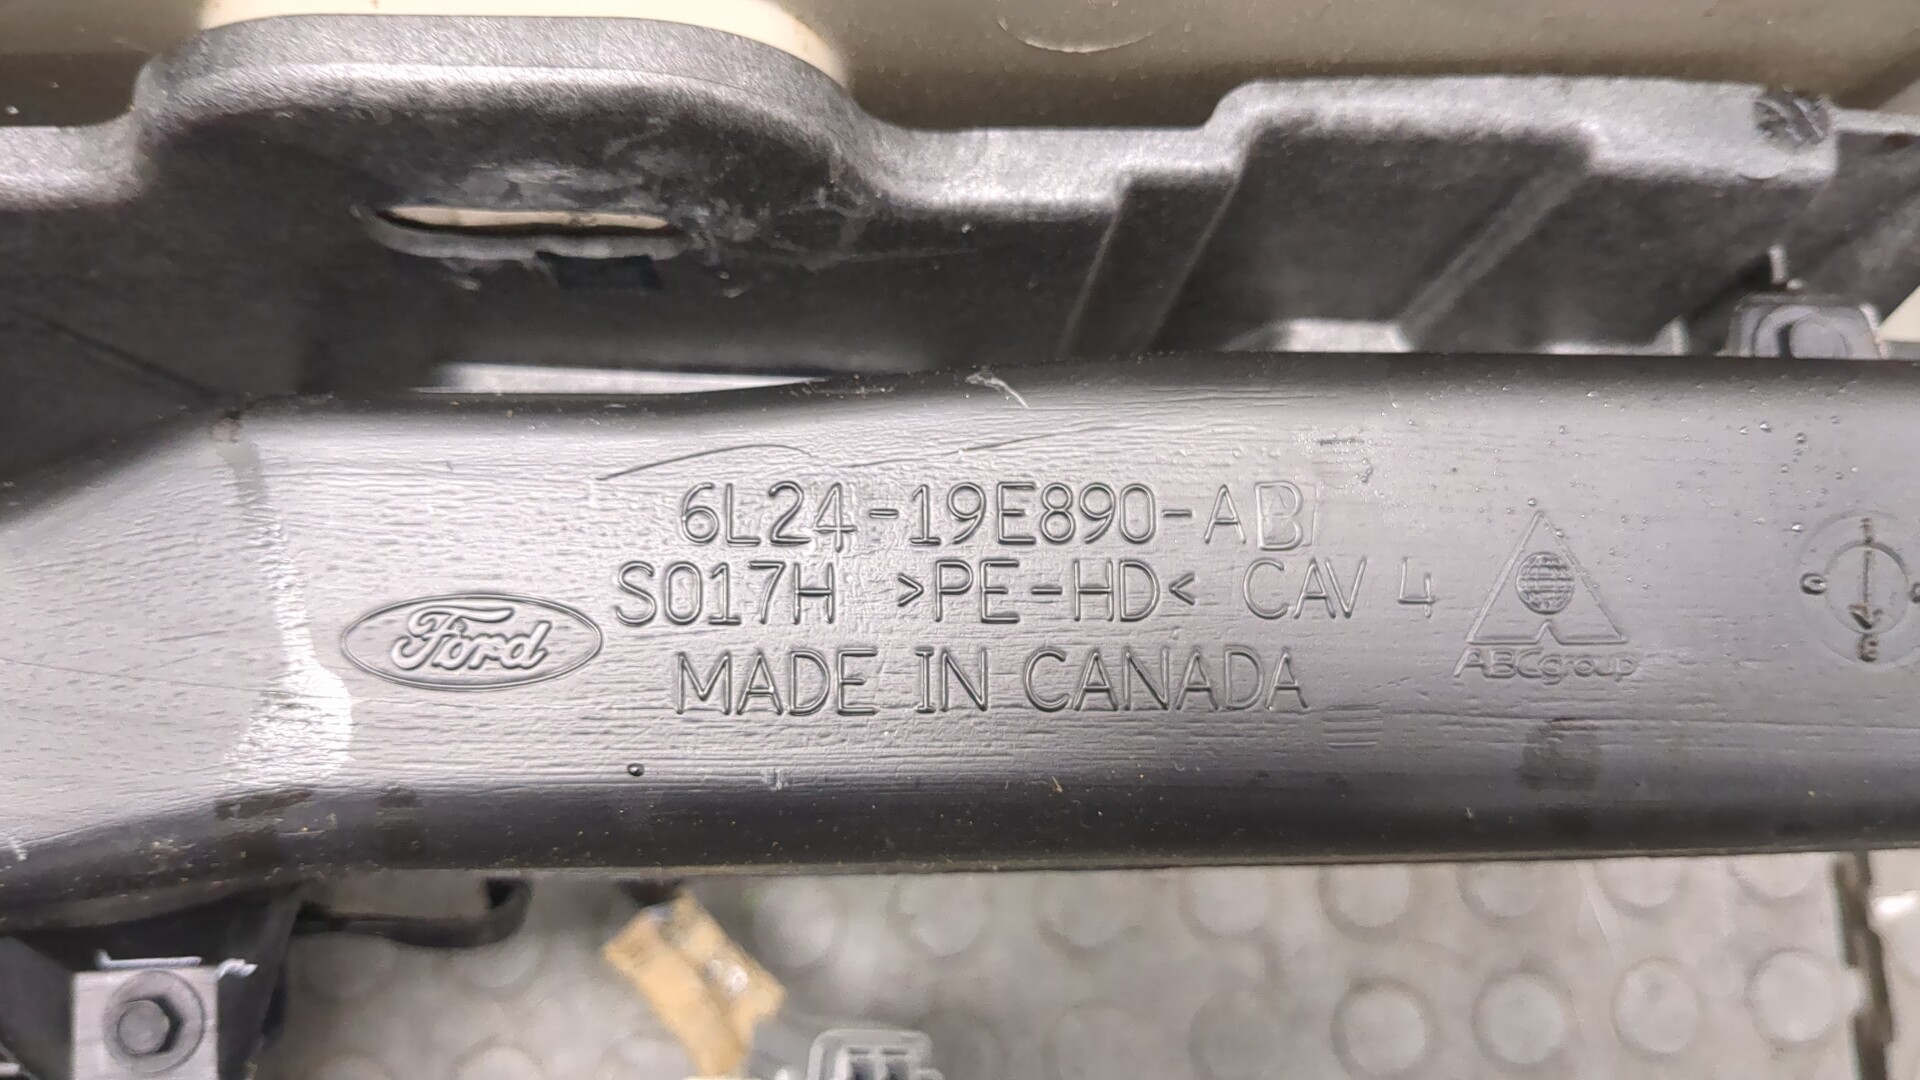 6L24-19E890-AB
S017H >PE-HD< CAV 4
Ford
MADE IN CANADA
ABCgroup